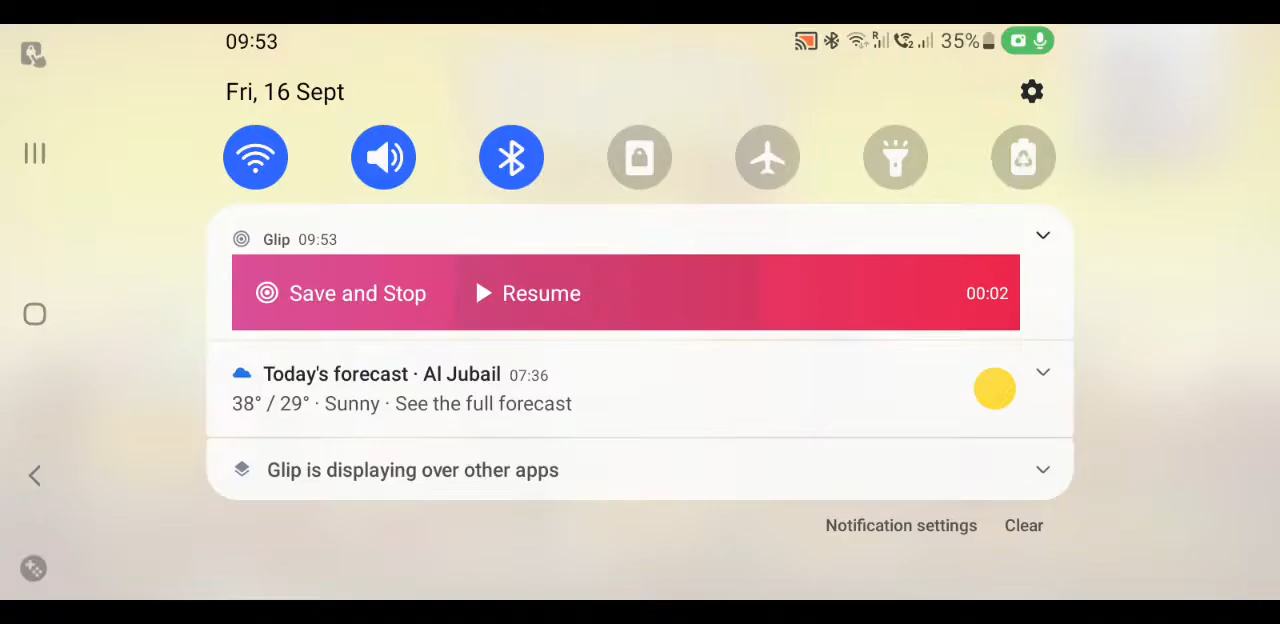 09:53
35%
Fri, 16 Sept
Glip 09:53
Save and Stop
Resume
00:02
Today's forecast · Al Jubail 07:36
38° / 29° · Sunny · See the full forecast
Glip is displaying over other apps
Notification settings
Clear